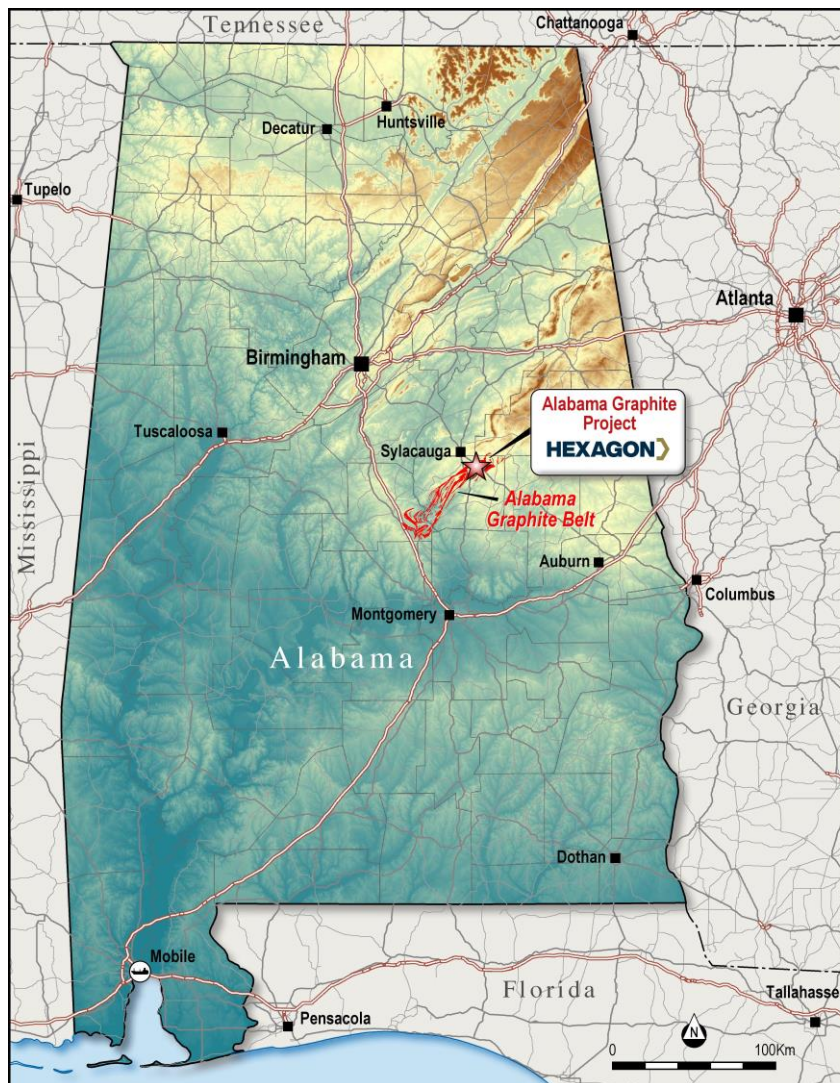 Tennessee
Chattanooga
Huntsville
Decatur
Tupelo
Atlanta
Birmingham
Alabama Graphite
Project
HEXAGON
Tuscaloosa
Sylacauga
Alabama
Graphite Belt
Mississippi
Auburn
Columbus
Montgomery
Alabama
Georgia
Dothan
Mobile
Florida
Tallahasse
Pensacola
N
0
100Km